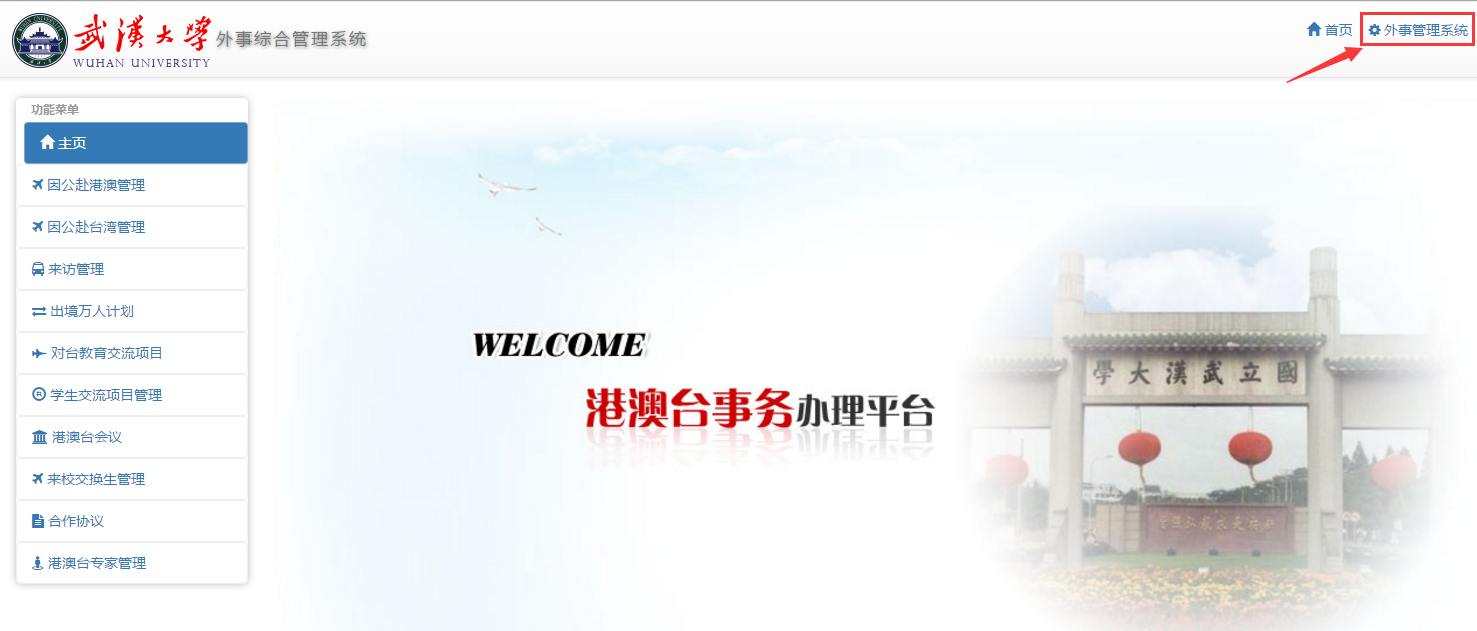 武漢大學
WUHAN UNIVERSITY
外事综合管理系统
首页
外事管理系统
功能菜单
主页
因公赴港澳管理
因公赴台湾管理
来访管理
出境万人计划
对台教育交流项目
学生交流项目管理
港澳台会议
来校交换生管理
合作协议
港澳台专家管理
WELCOME
港澳台事务办理平台
學大漢武立國